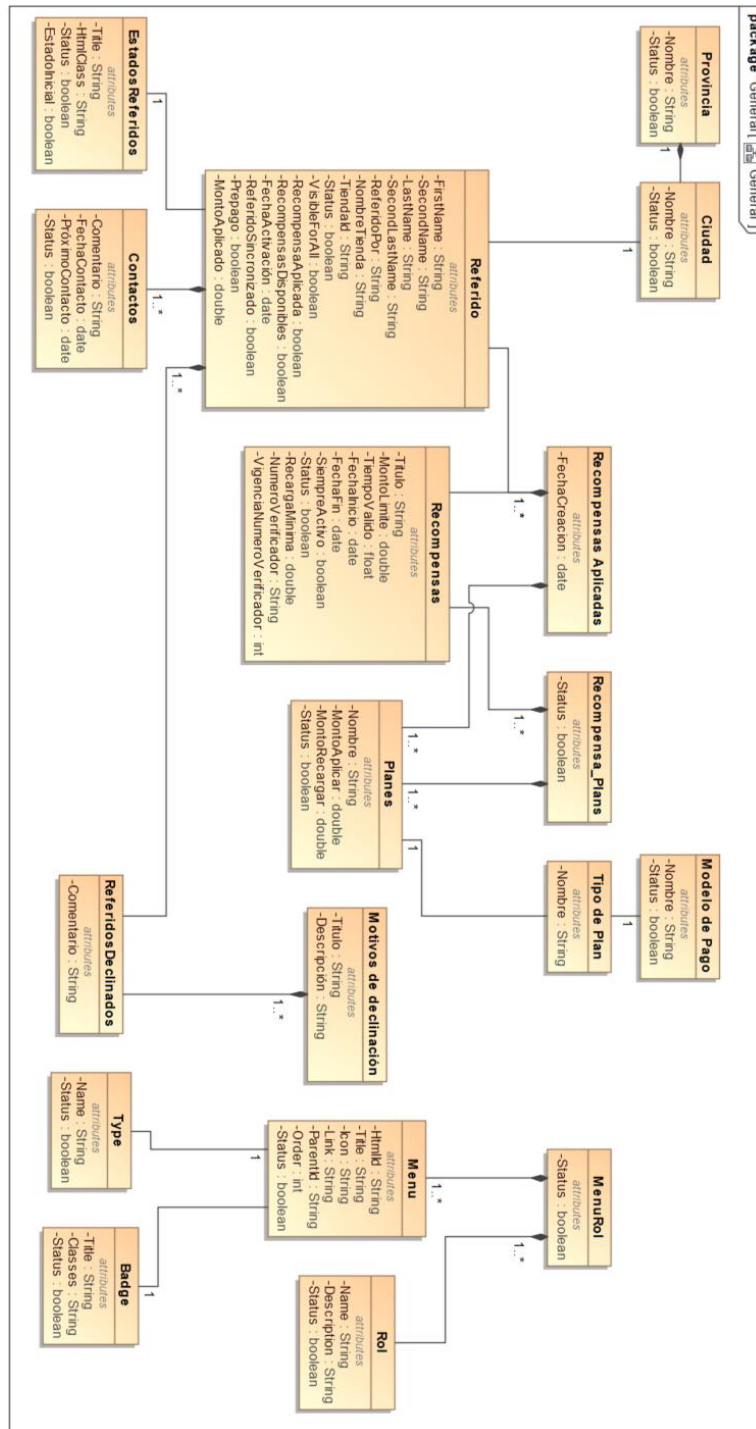 package General[ General ]
Provincia
attributes
-Nombre : String
-Status : boolean
1
Ciudad
attributes
-Nombre : String
-Status : boolean
1
Recompensas Aplicadas
attributes
-FechaCreacion : date
1..*
Recompensa_Plans
attributes
-Status : boolean
1..*
Modelo de Pago
attributes
-Nombre : String
-Status : boolean
1
Tipo de Plan
attributes
-Nombre : String
MenuRol
attributes
-Status : boolean
1..*
Referido
attributes
-FirstName : String
-SecondName : String
-LastName : String
-SecondLastName : String
-ReferidoPor : String
-NombreTienda : String
-TiendaId : String
-Status : boolean
-VisibleForAll : boolean
-RecompensaAplicada : boolean
-RecompensasDisponibles : boolean
-FechaActivación : date
-ReferidoSincronizado : boolean
-Prepago : boolean
-MontoAplicado : double
1..*
Recompensas
attributes
-Titulo : String
-MontoLimite : double
-TiempoValido : float
-FechaInicio : date
-FechaFin : date
-SiempreActivo : boolean
-Status : boolean
-RecargaMinima : double
-NumeroVerificador : String
-VigenciaNumeroVerificador : int
1..*
1..*
1
Planes
attributes
-Nombre : String
-MontoAplicar : double
-MontoRecargar : double
-Status : boolean
Motivos de declinación
attributes
-Titulo : String
-Descripción : String
1..*
1..*
Menu
attributes
-HtmlId : String
-Title : String
-Icon : String
-Link : String
-ParentId : String
-Order : int
-Status : boolean
1
Rol
attributes
-Name : String
-Description : String
-Status : boolean
1
EstadosReferidos
attributes
-Title : String
-HtmlClass : String
-Status : boolean
-EstadoInicial : boolean
1..*
Contactos
attributes
-Comentario : String
-FechaContacto : date
-PróximoContacto : date
-Status : boolean
ReferidosDeclinados
attributes
-Comentario : String
Type
attributes
-Name : String
-Status : boolean
1
Badge
attributes
-Title : String
-Classes : String
-Status : boolean